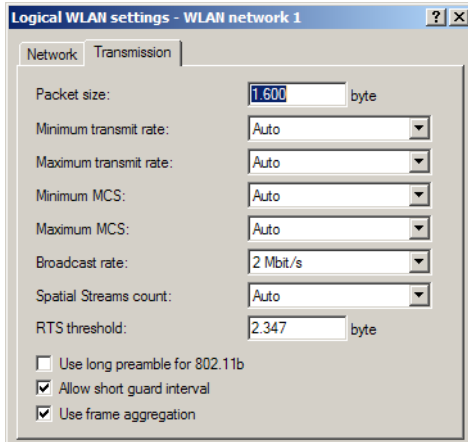 Logical WLAN settings - WLAN network 1
Network Transmission
Packet size: 1.600 byte
Minimum transmit rate: Auto
Maximum transmit rate: Auto
Minimum MCS: Auto
Maximum MCS: Auto
Broadcast rate: 2 Mbit/s
Spatial Streams count: Auto
RTS threshold: 2.347 byte
Use long preamble for 802.11b
Allow short guard interval
Use frame aggregation